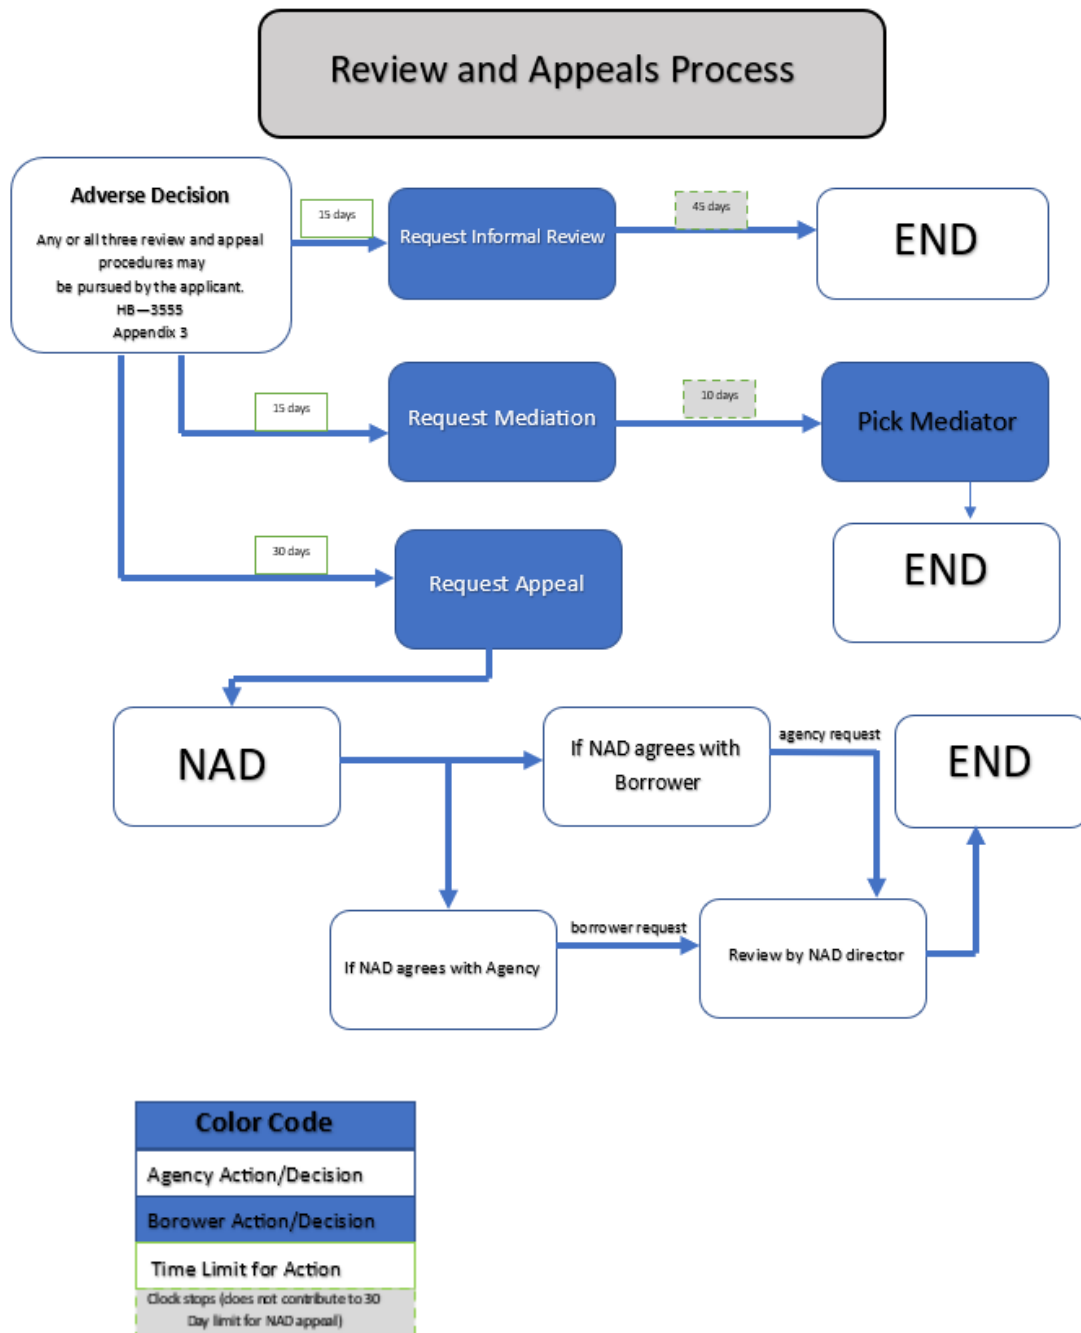 Review and Appeals Process
Adverse Decision
Any or all three review and appeal
procedures may
be pursued by the applicant.
HB—3555
Appendix 3
15 days
Request Informal Review
45 days
END
15 days
Request Mediation
10 days
Pick Mediator
END
30 days
Request Appeal
NAD
If NAD agrees with
Borrower
agency request
END
If NAD agrees with Agency
borrower request
Review by NAD director
Color Code
Agency Action/Decision
Borower Action/Decision
Time Limit for Action
Clock stops (does not contribute to 30
Day limit for NAD appeal)